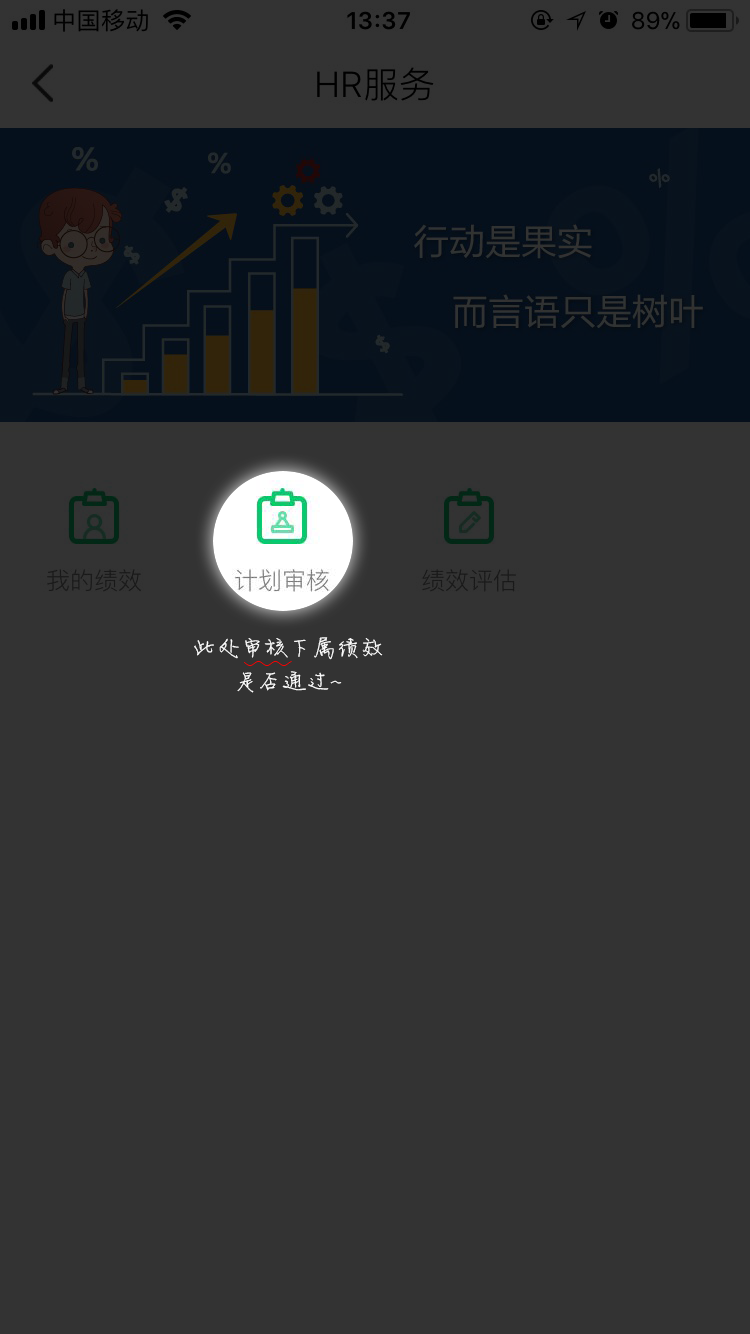 中国移动 13:37 89%
HR服务
% % %
行动是果实
而言语只是树叶
我的绩效 计划审核 绩效评估
此处审核下属绩效
是否通过~